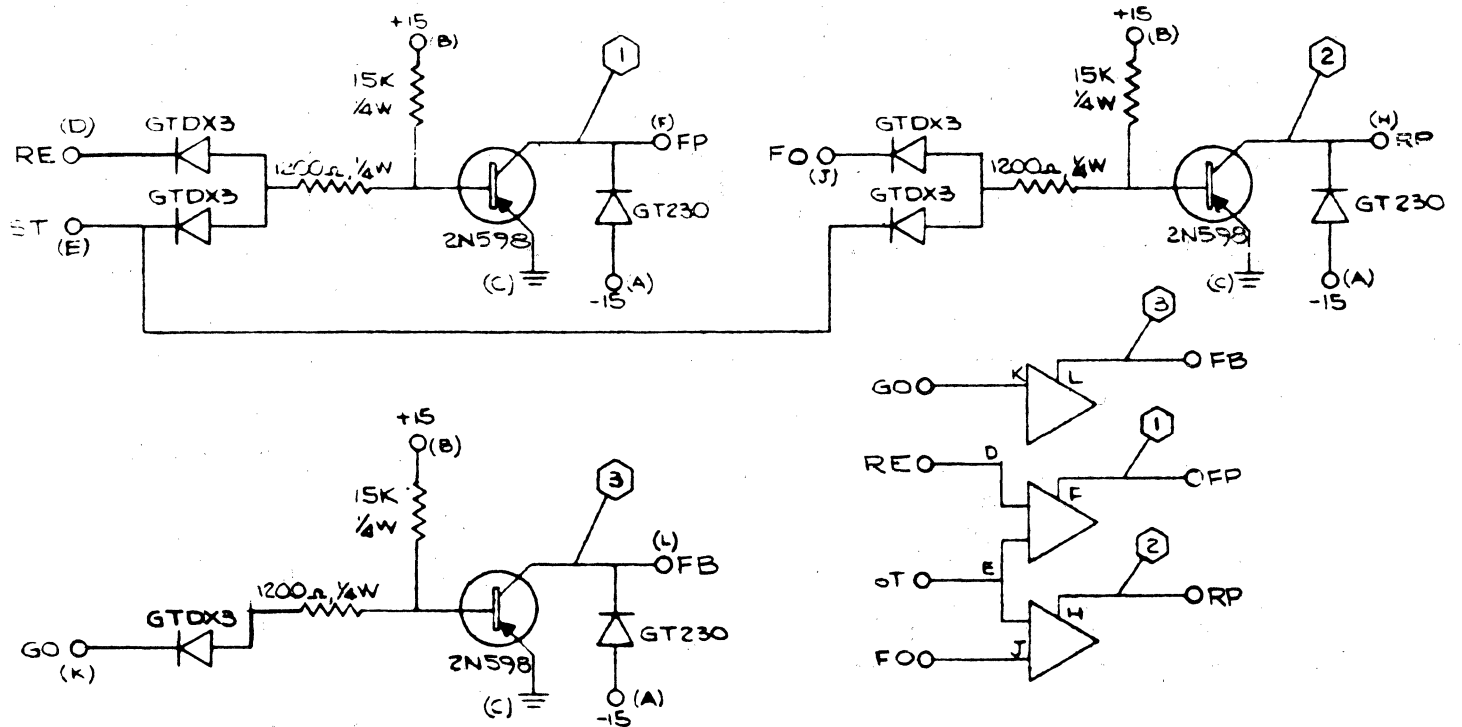 +15
(B)
15K
¼W
1
(D)
GTDX3
RE
1200Ω, ¼W
(F)
FP
GTDX3
(E)
2N598
GT230
(C)
(A)
-15
+15
(B)
15K
¼W
2
GTDX3
FO
(J)
1200Ω ¼W
(H)
RP
GTDX3
2N598
GT230
(C)
(A)
-15
3
GO
K
L
FB
1
RE
D
F
FP
2
E
H
RP
FO
J
+15
(B)
15K
¼W
3
1200Ω, ¼W
(L)
FB
GTDX3
GO
(K)
2N598
GT230
(C)
(A)
-15